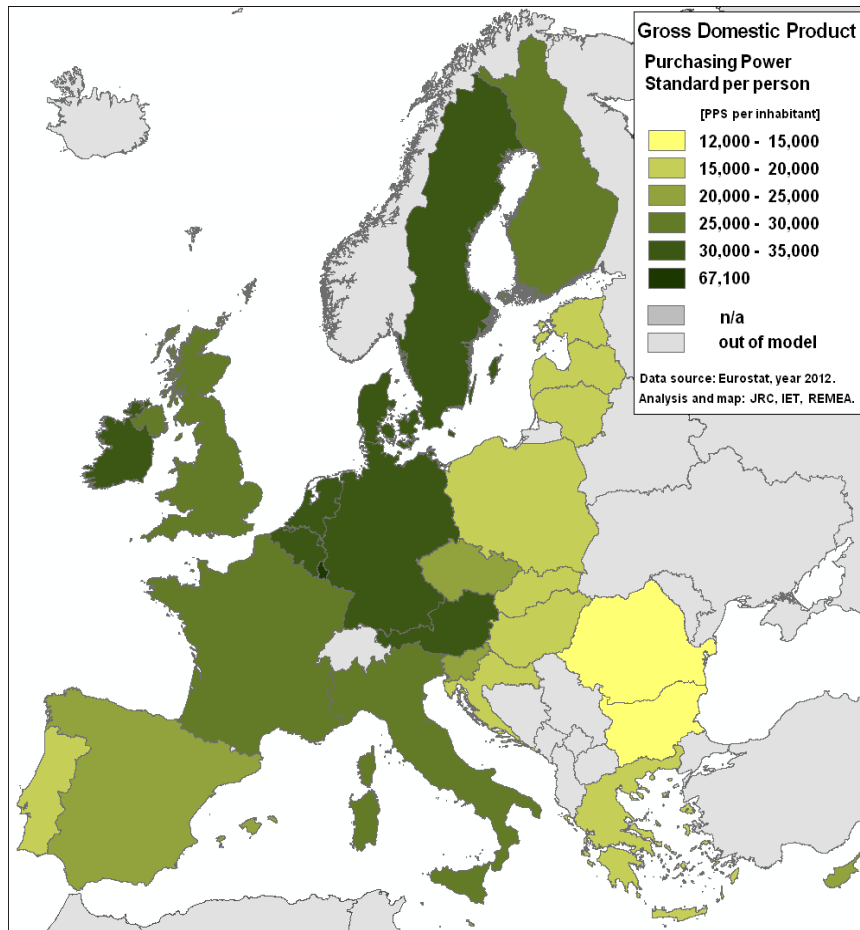 Gross Domestic Product
Purchasing Power
Standard per person
[PPS per inhabitant]
12,000 - 15,000
15,000 - 20,000
20,000 - 25,000
25,000 - 30,000
30,000 - 35,000
67,100
n/a
out of model
Data source: Eurostat, year 2012.
Analysis and map: JRC, IET, REMEA.